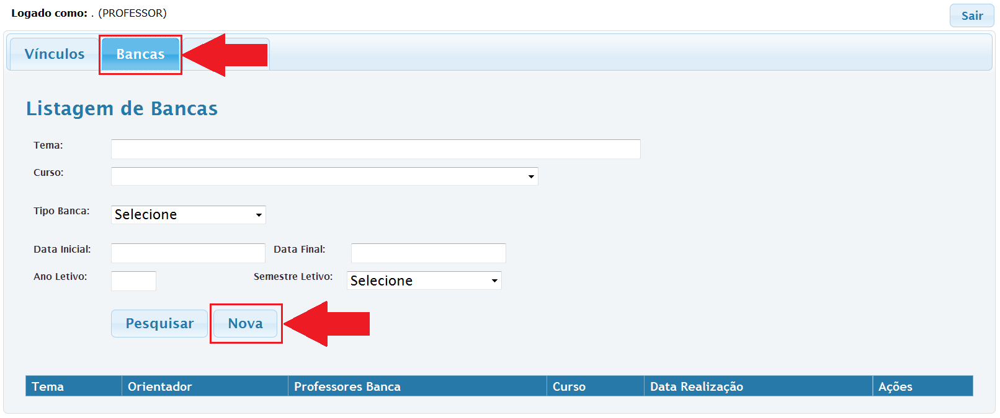 Logado como: . (PROFESSOR)
Sair
Vínculos Bancas
Listagem de Bancas
Tema:
Curso:
Tipo Banca: Selecione
Data Inicial: Data Final:
Ano Letivo: Semestre Letivo: Selecione
Pesquisar Nova
Tema Orientador Professores Banca Curso Data Realização Ações